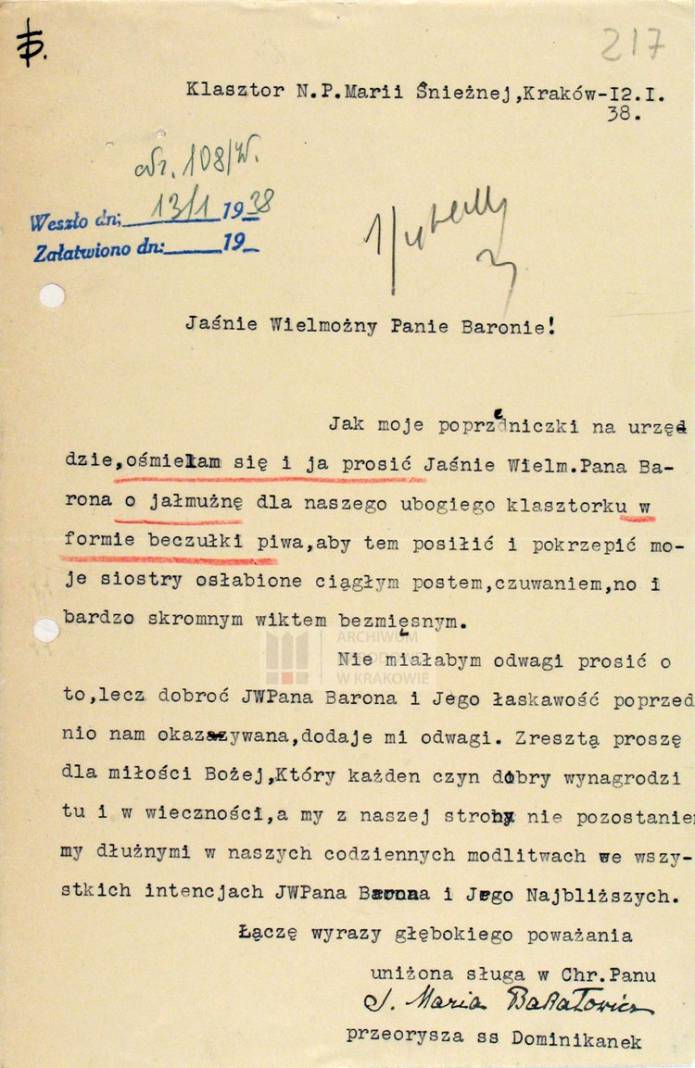 217
Klasztor N.P.Marii Śnieżnej,Kraków-I2.I.
38.
Nr. 108/W.
Weszło dn: 13/1 1938
Załatwiono dn: 19
Jaśnie Wielmożny Panie Baronie!
Jak moje poprzedniczki na urzę
dzie,ośmielam się i ja prosić Jaśnie Wielm.Pana Ba-
rona o jałmużnę dla naszego ubogiego klasztorku w
formie beczułki piwa,aby tem posilić i pokrzepić mo-
je siostry osłabione ciągłym postem,czuwaniem,no i
bardzo skromnym wiktem bezmięsnym.
ARCHIWUM
NARODOWE
W KRAKOWIE
Nie miałabym odwagi prosić o
to,lecz dobroć JWPana Barona i Jego łaskawość poprzed
nio nam okazywana,dodaje mi odwagi. Zresztą proszę
dla miłości Bożej,Który każden czyn dobry wynagrodzi
tu i w wieczności,a my z naszej strony nie pozostanie
my dłużnymi w naszych codziennych modlitwach we wszy-
stkich intencjach JWPana Barona i Jego Najbliższych.
Łączę wyrazy głębokiego poważania
uniżona sługa w Chr.Panu
S. Maria Bakałowicz
przeorysza ss Dominikanek